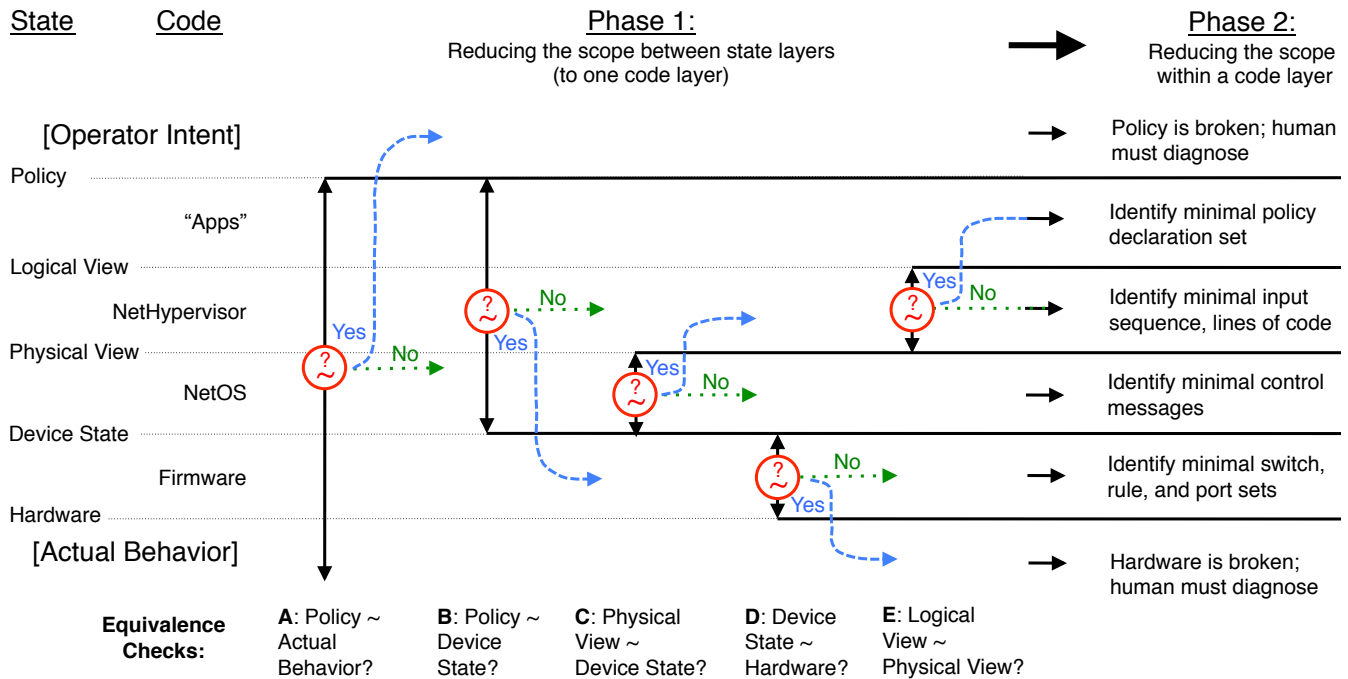 State
Code
Phase 1:
Reducing the scope between state layers
(to one code layer)
Phase 2:
Reducing the scope
within a code layer
[Operator Intent]
Policy is broken; human
must diagnose
Policy
“Apps”
Identify minimal policy
declaration set
Logical View
NetHypervisor
Identify minimal input
sequence, lines of code
Physical View
NetOS
Identify minimal control
messages
Device State
Firmware
Identify minimal switch,
rule, and port sets
Hardware
[Actual Behavior]
Hardware is broken;
human must diagnose
?
~
Yes
No
?
~
No
Yes
?
~
Yes
No
?
~
No
Yes
?
~
Yes
No
Equivalence
Checks:
A: Policy ~
Actual
Behavior?
B: Policy ~
Device
State?
C: Physical
View ~
Device State?
D: Device
State ~
Hardware?
E: Logical
View ~
Physical View?